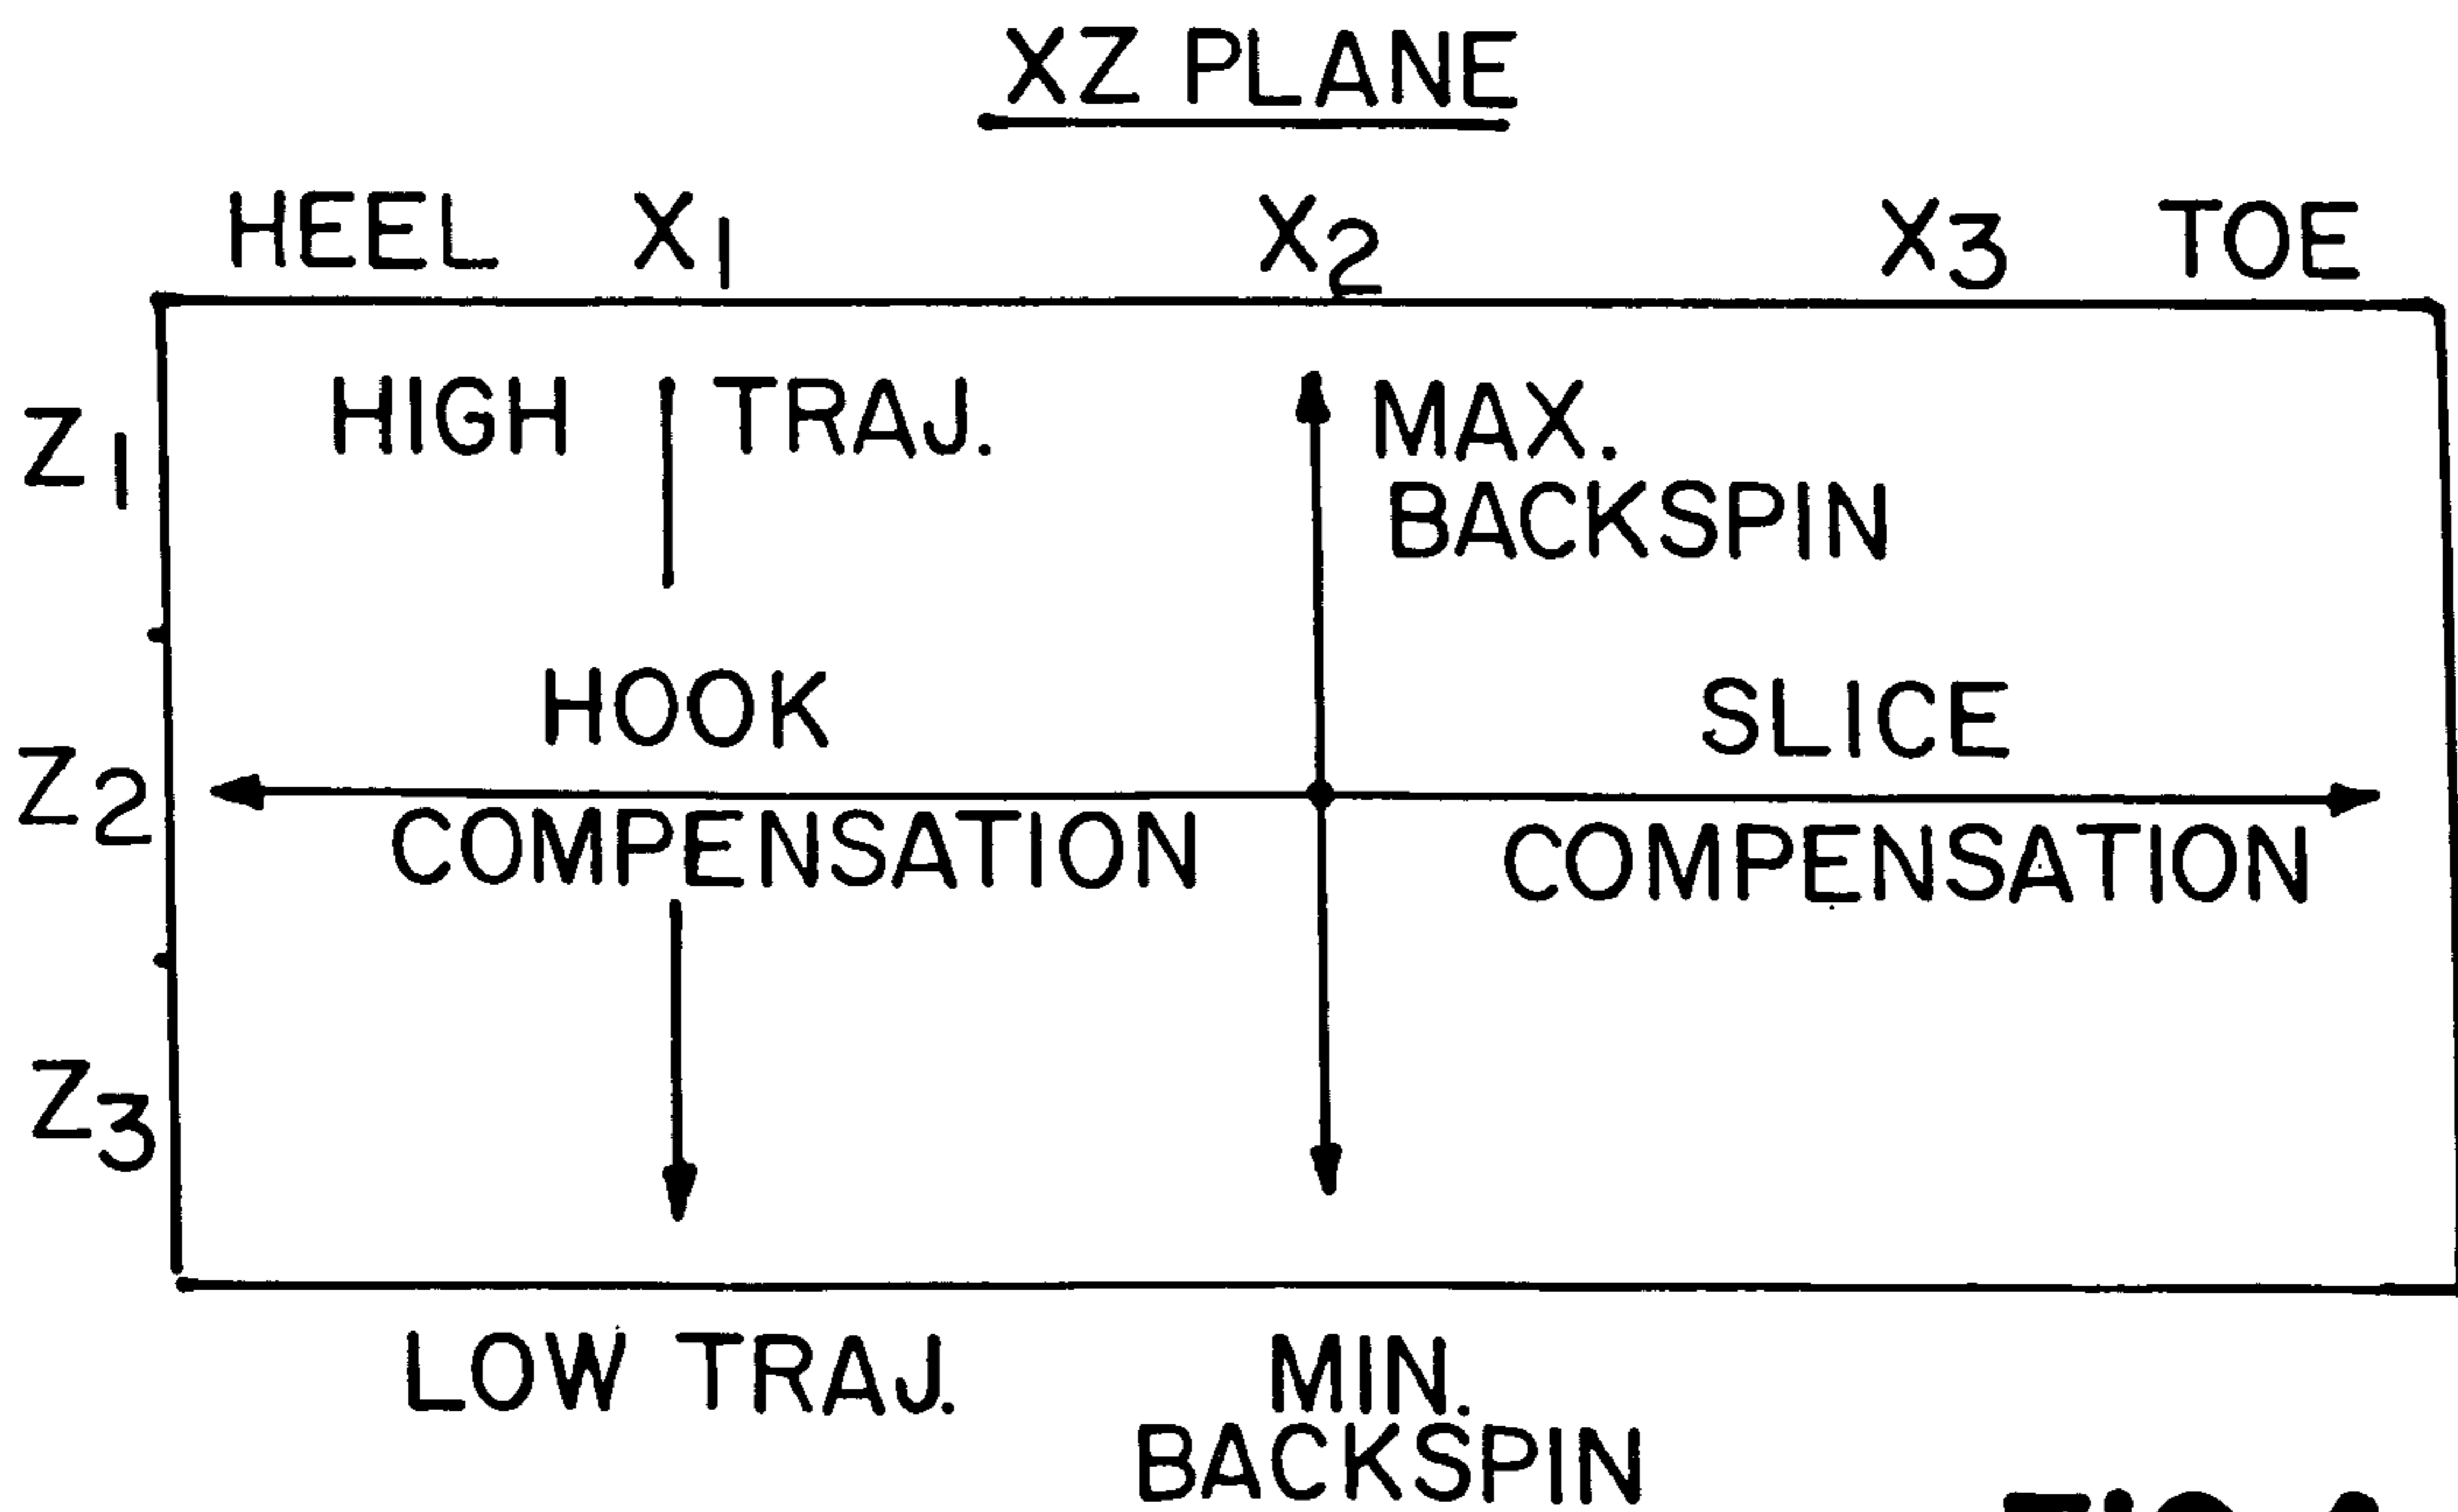 XZ PLANE
HEEL X1 X2 X3 TOE
Z1 HIGH TRAJ. MAX.
BACKSPIN
HOOK SLICE
Z2
COMPENSATION COMPENSATION
Z3
LOW TRAJ. MIN.
BACKSPIN